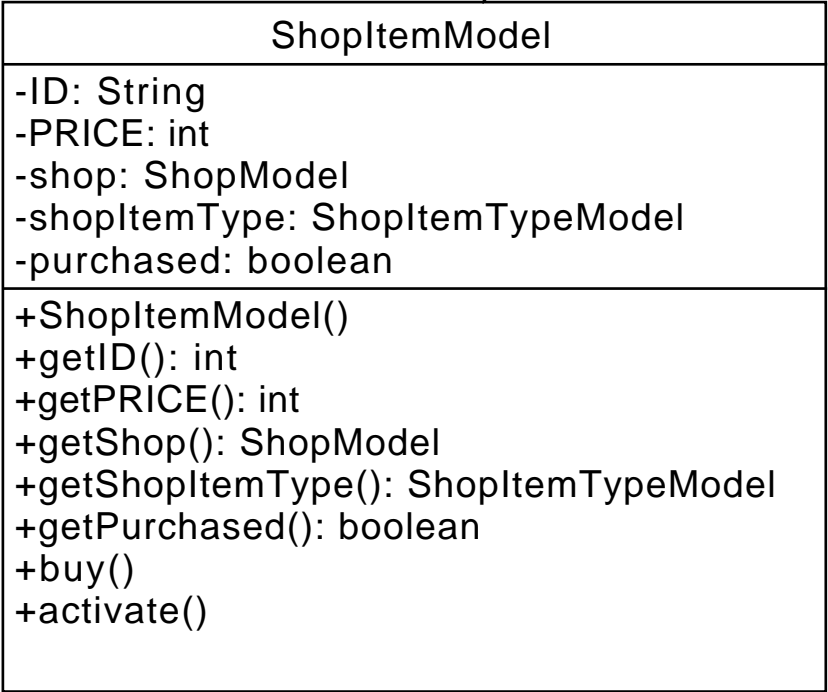 ShopItemModel
-ID: String
-PRICE: int
-shop: ShopModel
-shopItemType: ShopItemTypeModel
-purchased: boolean
+ShopItemModel()
+getID(): int
+getPRICE(): int
+getShop(): ShopModel
+getShopItemType(): ShopItemTypeModel
+getPurchased(): boolean
+buy()
+activate()